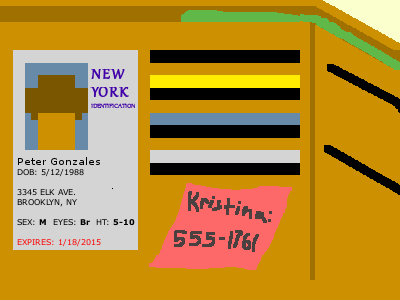 NEW
YORK
IDENTIFICATION
Peter Gonzales
DOB: 5/12/1988
3345 ELK AVE.
BROOKLYN, NY
SEX: M EYES: Br HT: 5-10
EXPIRES: 1/18/2015
Kristina:
555-1761